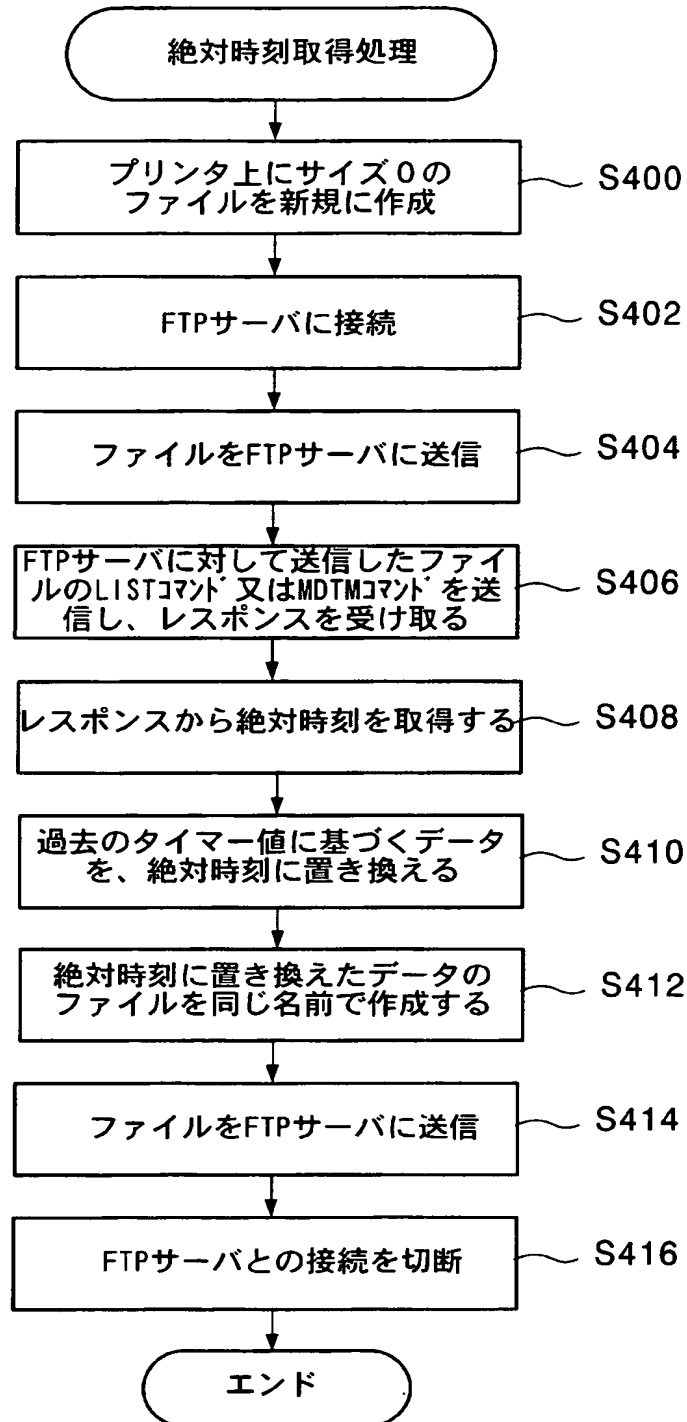 絶対時刻取得処理
プリンタ上にサイズ0の
ファイルを新規に作成
S400
FTPサーバに接続
S402
ファイルをFTPサーバに送信
S404
FTPサーバに対して送信したファイ
ルのLISTｺﾏﾝﾄﾞ又はMDTMｺﾏﾝﾄﾞを送
信し、レスポンスを受け取る
S406
レスポンスから絶対時刻を取得する
S408
過去のタイマー値に基づくデータ
を、絶対時刻に置き換える
S410
絶対時刻に置き換えたデータの
ファイルを同じ名前で作成する
S412
ファイルをFTPサーバに送信
S414
FTPサーバとの接続を切断
S416
エンド